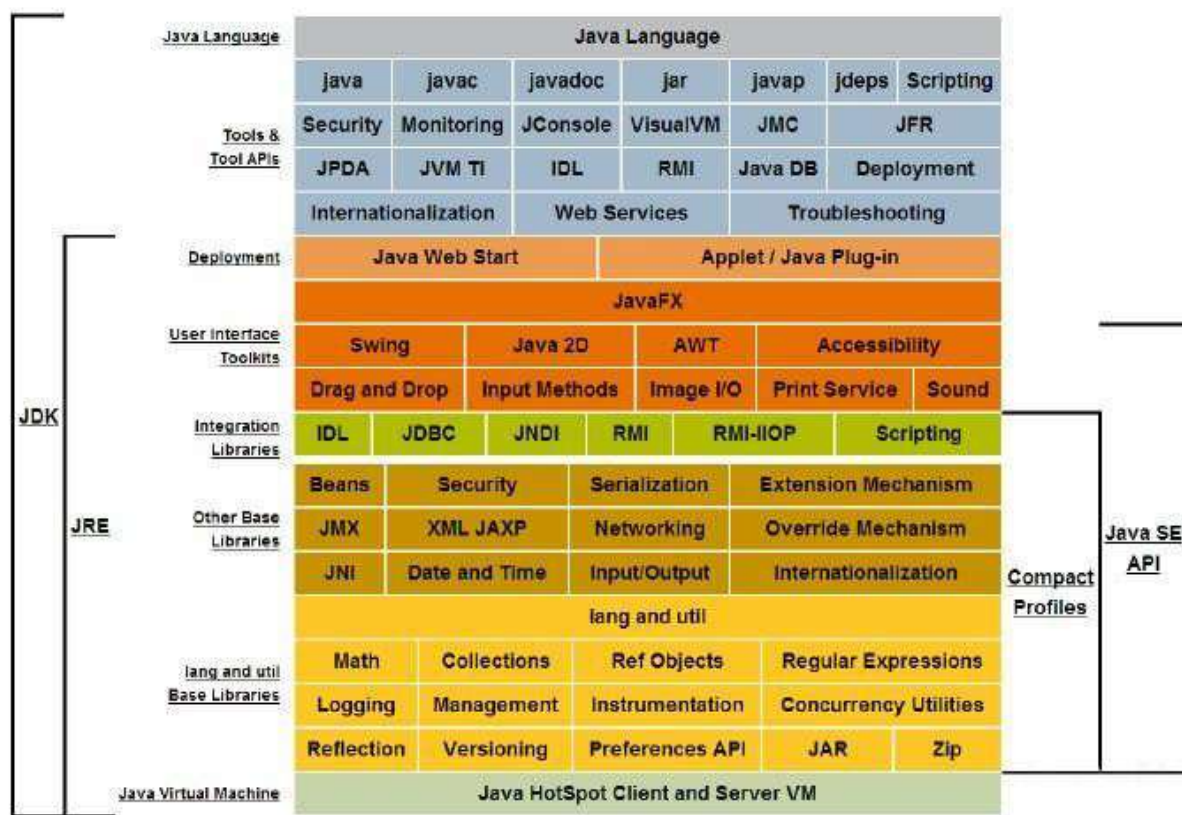 Java Language Java Language
java javac javadoc jar javap jdeps Scripting
Security Monitoring JConsole VisualVM JMC JFR
Tools &
Tool APIs
JPDA JVM TI IDL RMI Java DB Deployment
Internationalization Web Services Troubleshooting
Deployment Java Web Start Applet / Java Plug-in
JavaFX
User Interface
Toolkits
Swing Java 2D AWT Accessibility
Drag and Drop Input Methods Image I/O Print Service Sound
JDK
Integration
Libraries
IDL JDBC JNDI RMI RMI-IIOP Scripting
Beans Security Serialization Extension Mechanism
JRE
Other Base
Libraries
JMX XML JAXP Networking Override Mechanism
Java SE
API
JNI Date and Time Input/Output Internationalization
Compact
Profiles
lang and util
Math Collections Ref Objects Regular Expressions
lang and util
Base Libraries
Logging Management Instrumentation Concurrency Utilities
Reflection Versioning Preferences API JAR Zip
Java Virtual Machine Java HotSpot Client and Server VM